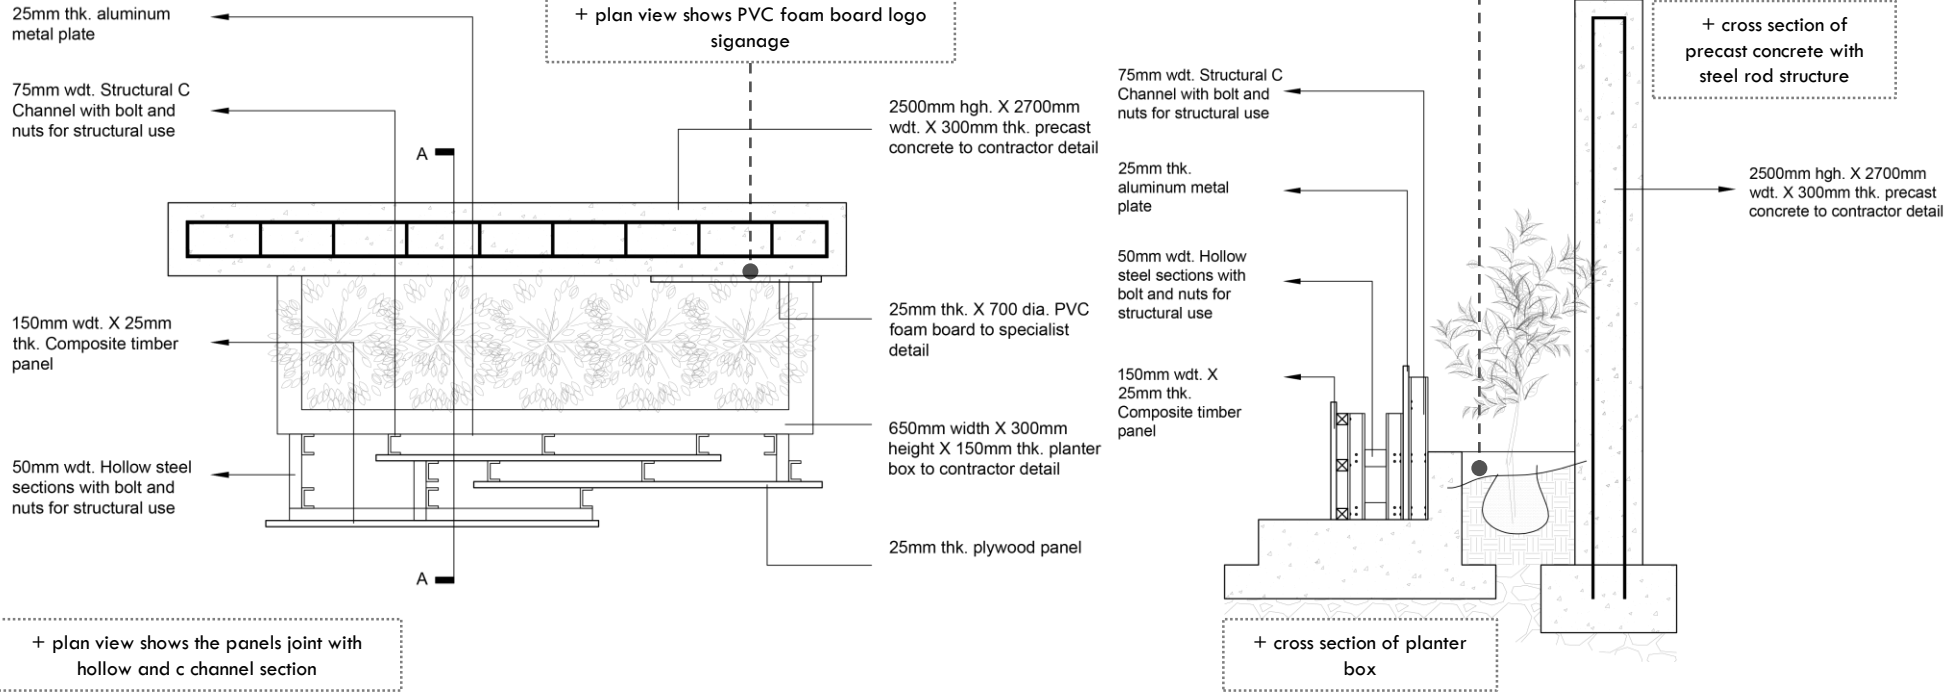 25mm thk. aluminum
metal plate
75mm wdt. Structural C
Channel with bolt and
nuts for structural use
150mm wdt. X 25mm
thk. Composite timber
panel
50mm wdt. Hollow steel
sections with bolt and
nuts for structural use
+ plan view shows the panels joint with
hollow and c channel section
+ plan view shows PVC foam board logo
siganage
A
A
2500mm hgh. X 2700mm
wdt. X 300mm thk. precast
concrete to contractor detail
25mm thk. X 700 dia. PVC
foam board to specialist
detail
650mm width X 300mm
height X 150mm thk. planter
box to contractor detail
25mm thk. plywood panel
75mm wdt. Structural C
Channel with bolt and
nuts for structural use
25mm thk.
aluminum metal
plate
50mm wdt. Hollow
steel sections with
bolt and nuts for
structural use
150mm wdt. X
25mm thk.
Composite timber
panel
+ cross section of planter
box
+ cross section of
precast concrete with
steel rod structure
2500mm hgh. X 2700mm
wdt. X 300mm thk. precast
concrete to contractor detail